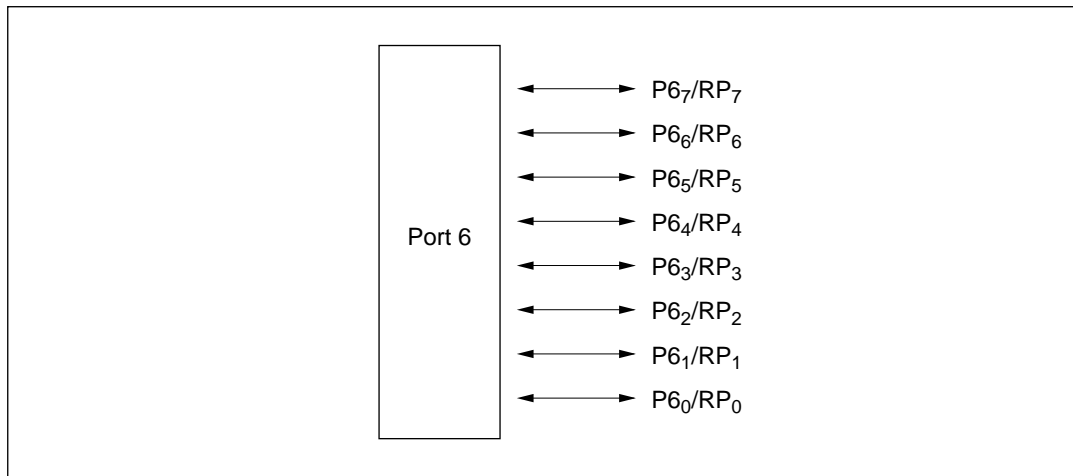 P6₇/RP₇
P6₆/RP₆
P6₅/RP₅
P6₄/RP₄
Port 6
P6₃/RP₃
P6₂/RP₂
P6₁/RP₁
P6₀/RP₀